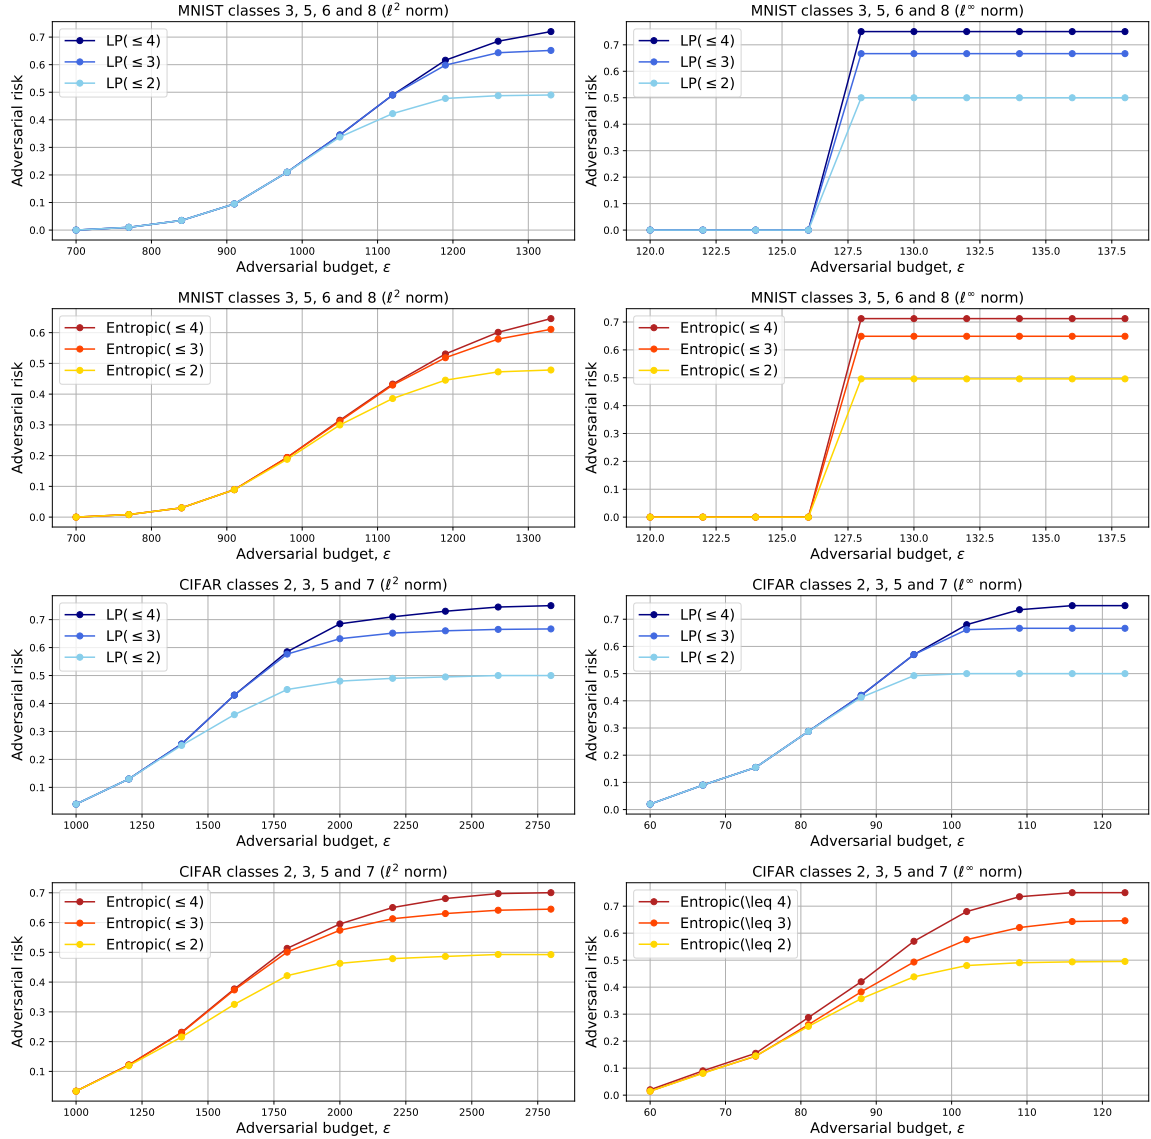 MNIST classes 3, 5, 6 and 8 (ℓ² norm)
Adversarial risk
0.7
0.6
0.5
0.4
0.3
0.2
0.1
0.0
LP(≤4)
LP(≤3)
LP(≤2)
700 800 900 1000 1100 1200 1300
Adversarial budget, ε
MNIST classes 3, 5, 6 and 8 (ℓ∞ norm)
Adversarial risk
0.7
0.6
0.5
0.4
0.3
0.2
0.1
0.0
LP(≤4)
LP(≤3)
LP(≤2)
120.0 122.5 125.0 127.5 130.0 132.5 135.0 137.5
Adversarial budget, ε
MNIST classes 3, 5, 6 and 8 (ℓ² norm)
Adversarial risk
0.6
0.5
0.4
0.3
0.2
0.1
0.0
Entropic(≤4)
Entropic(≤3)
Entropic(≤2)
700 800 900 1000 1100 1200 1300
Adversarial budget, ε
MNIST classes 3, 5, 6 and 8 (ℓ∞ norm)
Adversarial risk
0.7
0.6
0.5
0.4
0.3
0.2
0.1
0.0
Entropic(≤4)
Entropic(≤3)
Entropic(≤2)
120.0 122.5 125.0 127.5 130.0 132.5 135.0 137.5
Adversarial budget, ε
CIFAR classes 2, 3, 5 and 7 (ℓ² norm)
Adversarial risk
0.7
0.6
0.5
0.4
0.3
0.2
0.1
LP(≤4)
LP(≤3)
LP(≤2)
1000 1250 1500 1750 2000 2250 2500 2750
Adversarial budget, ε
CIFAR classes 2, 3, 5 and 7 (ℓ∞ norm)
Adversarial risk
0.7
0.6
0.5
0.4
0.3
0.2
0.1
0.0
LP(≤4)
LP(≤3)
LP(≤2)
60 70 80 90 100 110 120
Adversarial budget, ε
CIFAR classes 2, 3, 5 and 7 (ℓ² norm)
Adversarial risk
0.7
0.6
0.5
0.4
0.3
0.2
0.1
Entropic(≤4)
Entropic(≤3)
Entropic(≤2)
1000 1250 1500 1750 2000 2250 2500 2750
Adversarial budget, ε
CIFAR classes 2, 3, 5 and 7 (ℓ∞ norm)
Adversarial risk
0.7
0.6
0.5
0.4
0.3
0.2
0.1
0.0
Entropic(\leq 4)
Entropic(\leq 3)
Entropic(\leq 2)
60 70 80 90 100 110 120
Adversarial budget, ε